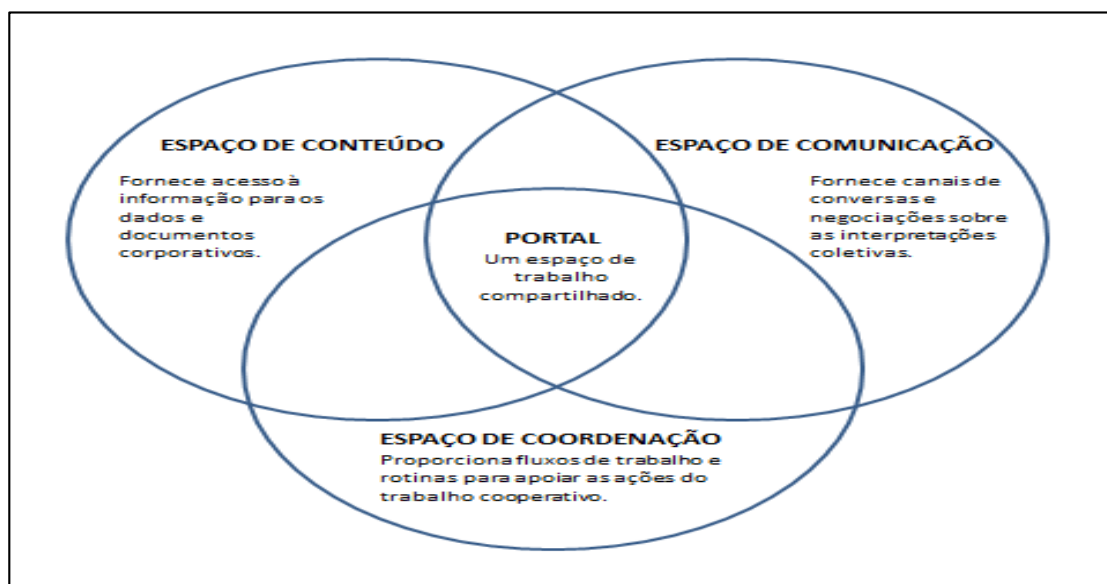 ESPAÇO DE CONTEÚDO
Fornece acesso à
informação para os
dados e
documentos
corporativos.
ESPAÇO DE COMUNICAÇÃO
Fornece canais de
conversas e
negociações sobre
as interpretações
coletivas.
PORTAL
Um espaço de
trabalho
compartilhado.
ESPAÇO DE COORDENAÇÃO
Proporciona fluxos de trabalho e
rotinas para apoiar as ações do
trabalho cooperativo.